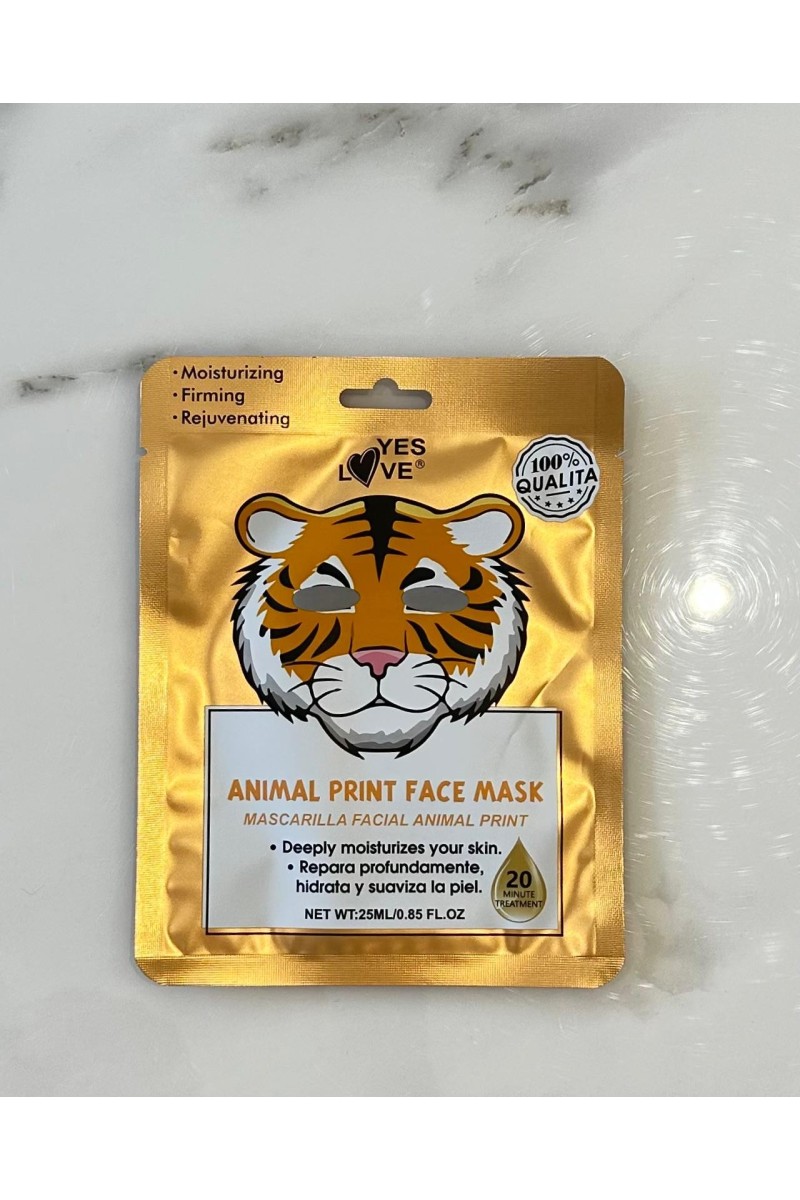 · Moisturizing
· Firming
· Rejuvenating
YES
LOVE®
100%
QUALITA
ANIMAL PRINT FACE MASK
MASCARILLA FACIAL ANIMAL PRINT
• Deeply moisturizes your skin.
• Repara profundamente,
hidrata y suaviza la piel.
20
MINUTE
TREATMENT
NET WT:25ML/0.85 FL.OZ